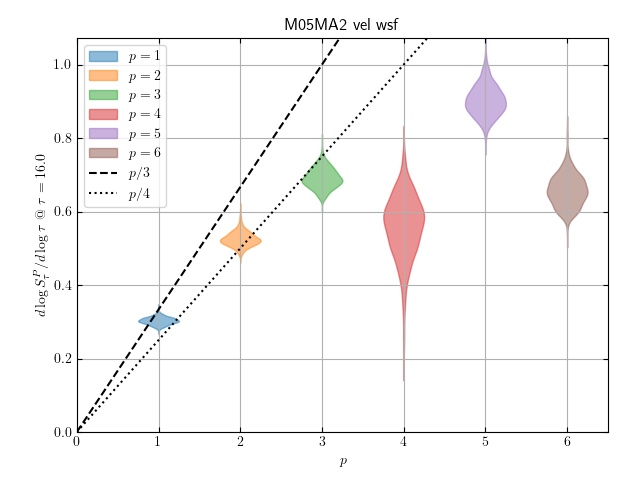 M05MA2 vel wsf
d log S_τ^P / d log τ @ τ = 16.0
1.0
0.8
0.6
0.4
0.2
0.0
p = 1
p = 2
p = 3
p = 4
p = 5
p = 6
p/3
p/4
0 1 2 3 4 5 6
p